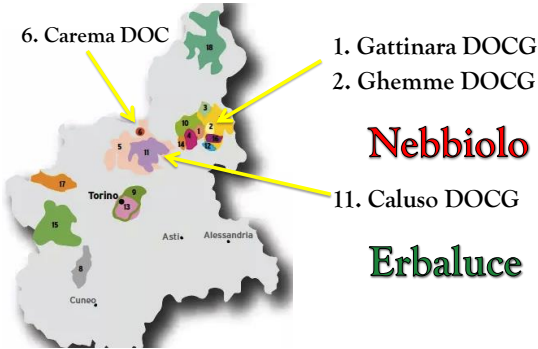 6. Carema DOC
1. Gattinara DOCG
2. Ghemme DOCG
Nebbiolo
11. Caluso DOCG
Erbaluce
18
3
10
2
1
4
16
14
12
6
5
11
17
9
Torino
13
15
Asti
Alessandria
8
Cuneo